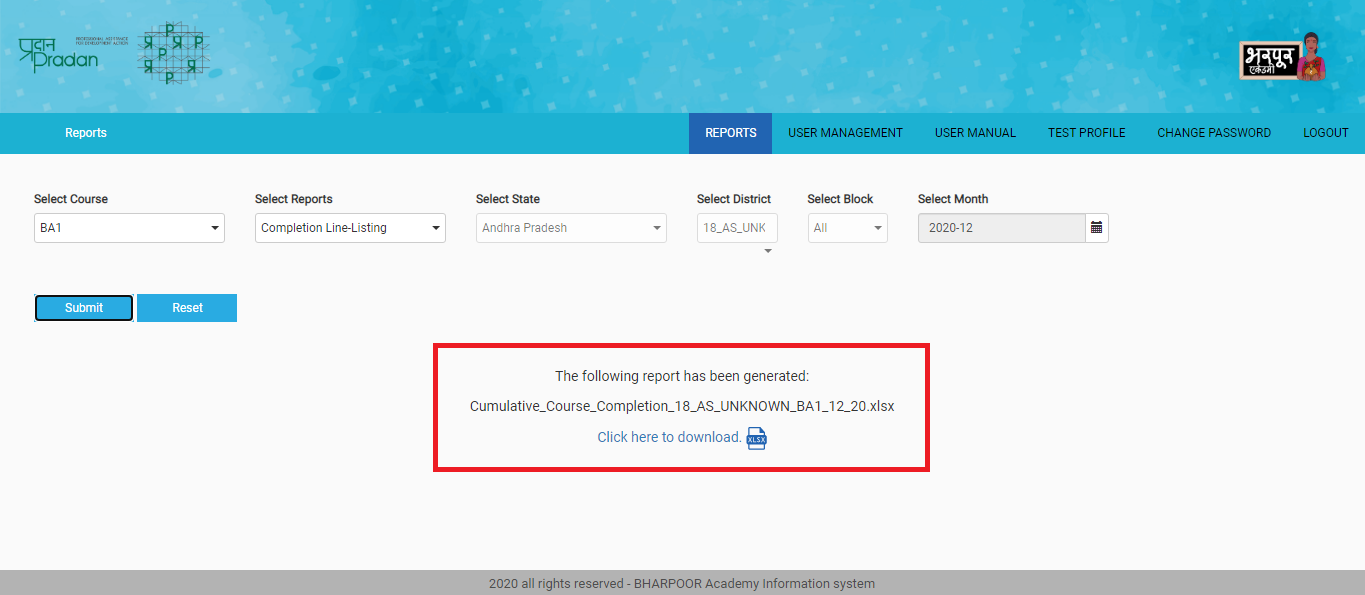 प्रदान
Pradan
PROFESSIONAL ASSISTANCE
FOR DEVELOPMENT ACTION
P
P
P
P
भरपूर
एकेडमी
Reports
REPORTS
USER MANAGEMENT
USER MANUAL
TEST PROFILE
CHANGE PASSWORD
LOGOUT
Select Course
Select Reports
Select State
Select District
Select Block
Select Month
BA1
Completion Line-Listing
Andhra Pradesh
18_AS_UNK
All
2020-12
Submit
Reset
The following report has been generated:
Cumulative_Course_Completion_18_AS_UNKNOWN_BA1_12_20.xlsx
Click here to download. XLSX
2020 all rights reserved - BHARPOOR Academy Information system